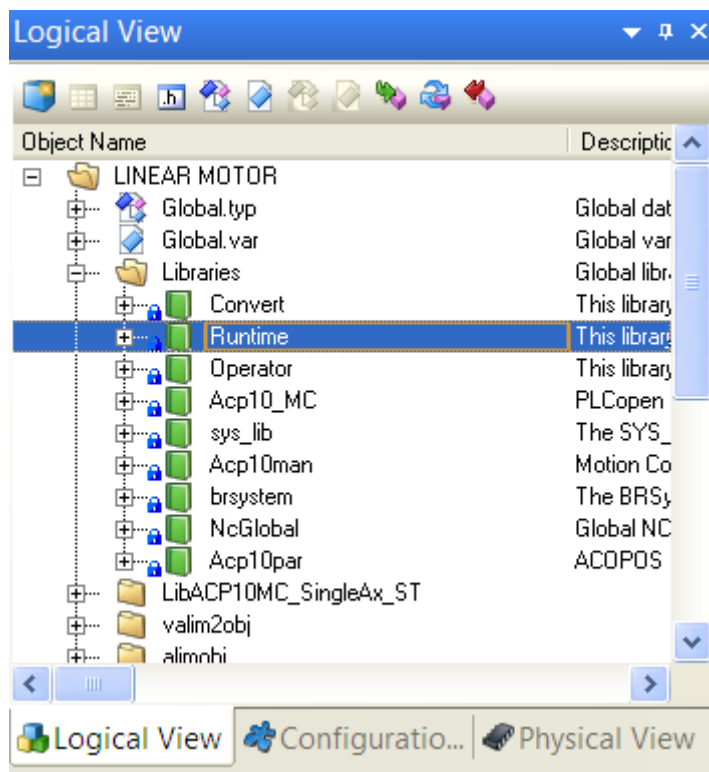 Logical View
.h
Object Name Descriptic
LINEAR MOTOR
Global.typ Global dat
Global.var Global var
Libraries Global libr
Convert This library
Runtime This library
Operator This library
Acp10_MC PLCopen
sys_lib The SYS_
Acp10man Motion Co
brsystem The BRSy
NcGlobal Global NC
Acp10par ACOPOS
LibACP10MC_SingleAx_ST
valim2obj
alimobj
Logical View Configuratio... Physical View